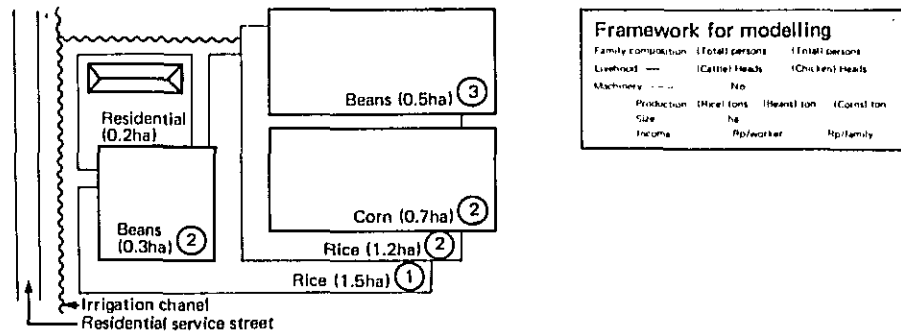 Beans (0.5ha) 3
Residential
(0.2ha)
Corn (0.7ha) 2
Beans
(0.3ha) 2
Rice (1.2ha) 2
Rice (1.5ha) 1
Irrigation chanel
Residential service street
Framework for modelling
Family composition (Total) persons (Total) persons
(Cattle) Heads (Chicken) Heads
Machinery No
Production (Rice) tons (Beans) ton (Corns) ton
Size ha
Income Rp/worker Rp/family